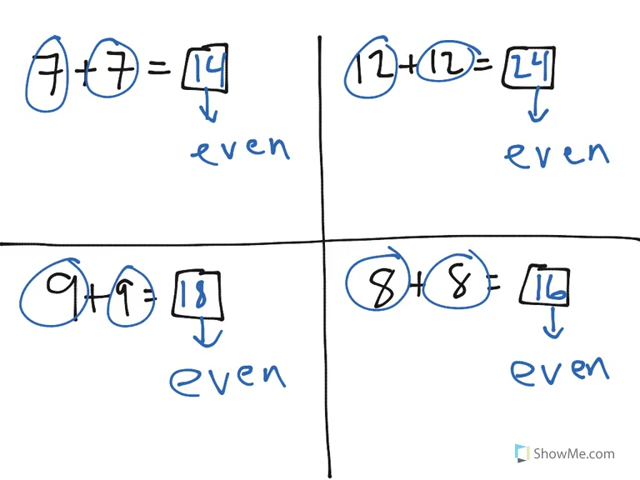 7 + 7 = 14
even
12 + 12 = 24
even
9 + 9 = 18
even
8 + 8 = 16
even
ShowMe.com